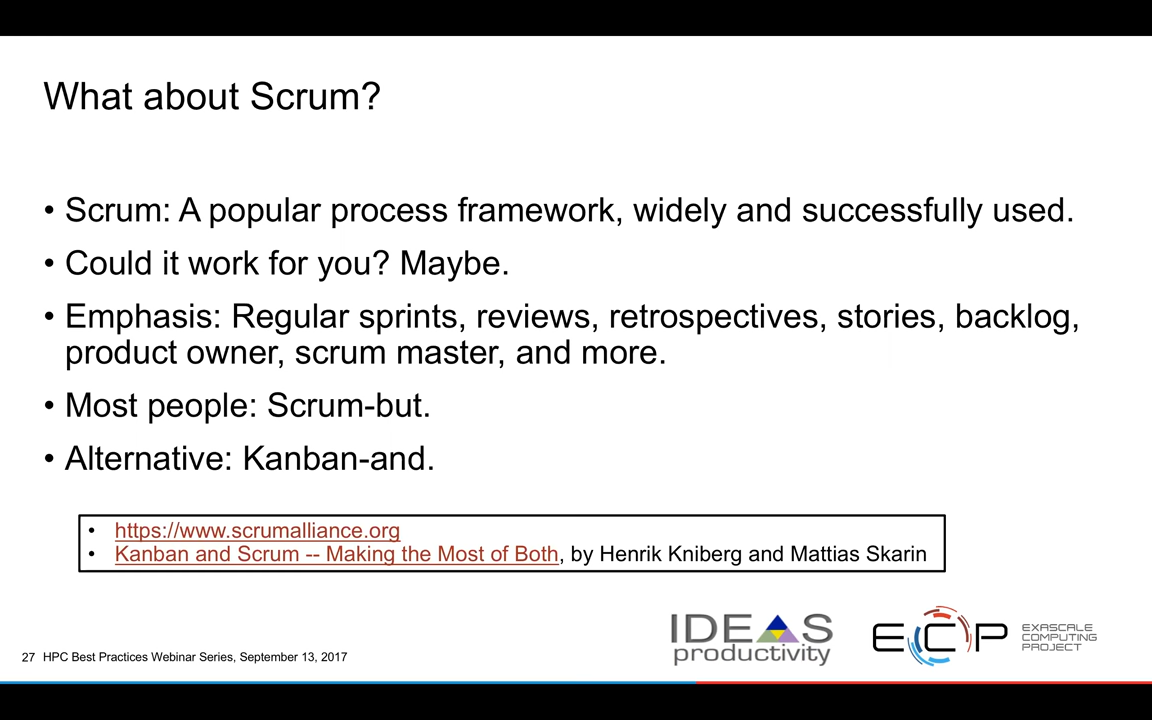 What about Scrum?
• Scrum: A popular process framework, widely and successfully used.
• Could it work for you? Maybe.
• Emphasis: Regular sprints, reviews, retrospectives, stories, backlog,
product owner, scrum master, and more.
• Most people: Scrum-but.
• Alternative: Kanban-and.
• https://www.scrumalliance.org
• Kanban and Scrum -- Making the Most of Both, by Henrik Kniberg and Mattias Skarin
IDEAS
productivity
ECP
EXASCALE
COMPUTING
PROJECT
27 HPC Best Practices Webinar Series, September 13, 2017